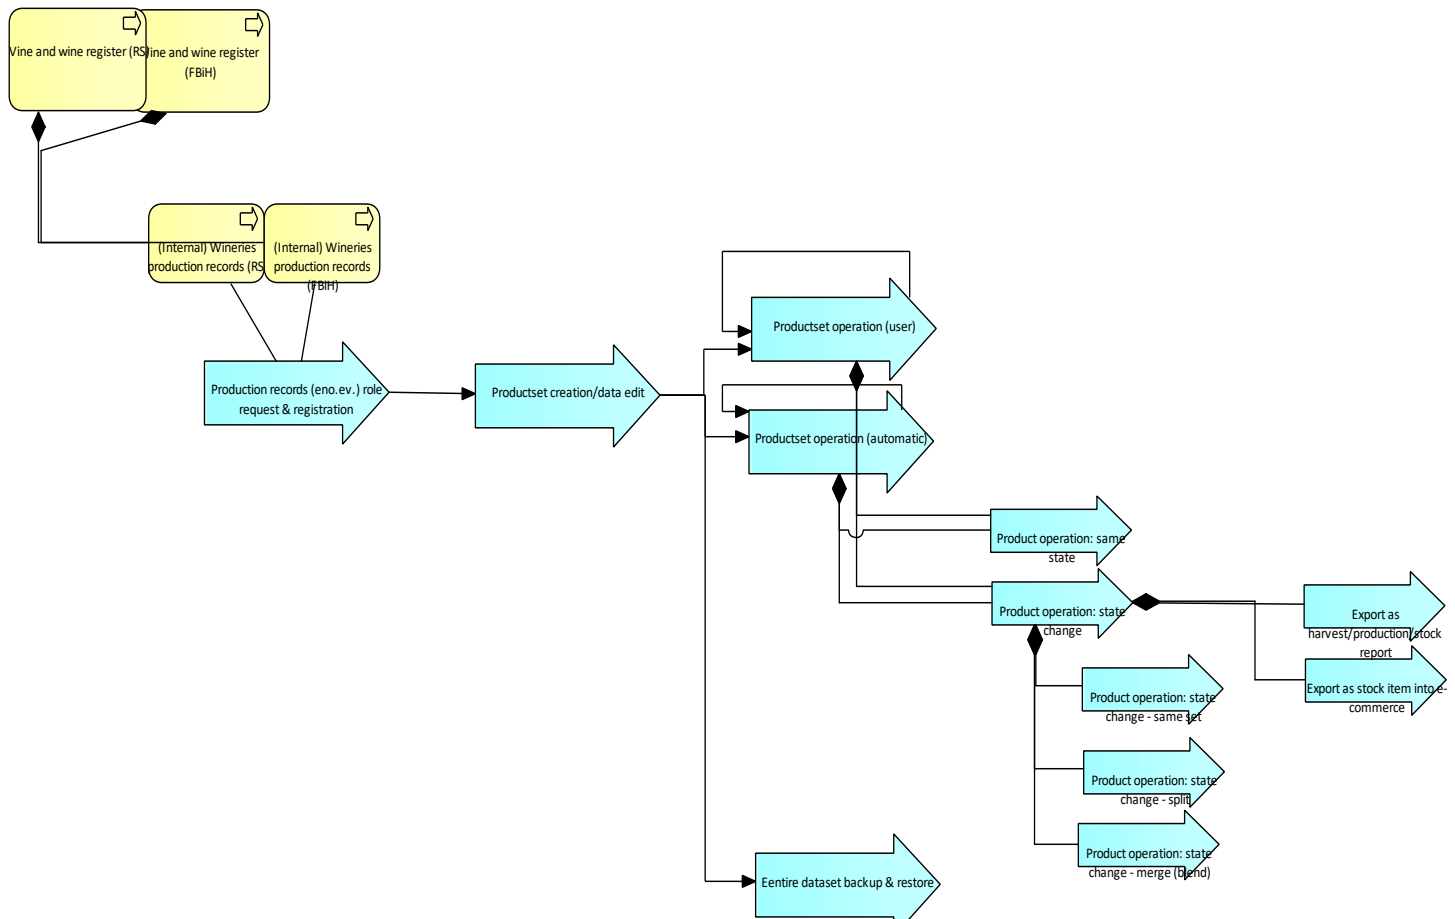 Vine and wine register (RS)
ine and wine register
(FBiH)
(Internal) Wineries
production records (RS
(Internal) Wineries
production records
(FBiH)
Productset operation (user)
Production records (eno.ev.) role
request & registration
Productset creation/data edit
Productset operation (automatic)
Product operation: same
state
Product operation: state
change
Export as
harvest/production/stock
report
Export as stock item into e-
commerce
Product operation: state
change - same set
Product operation: state
change - split
Product operation: state
change - merge (blend)
Eentire dataset backup & restore